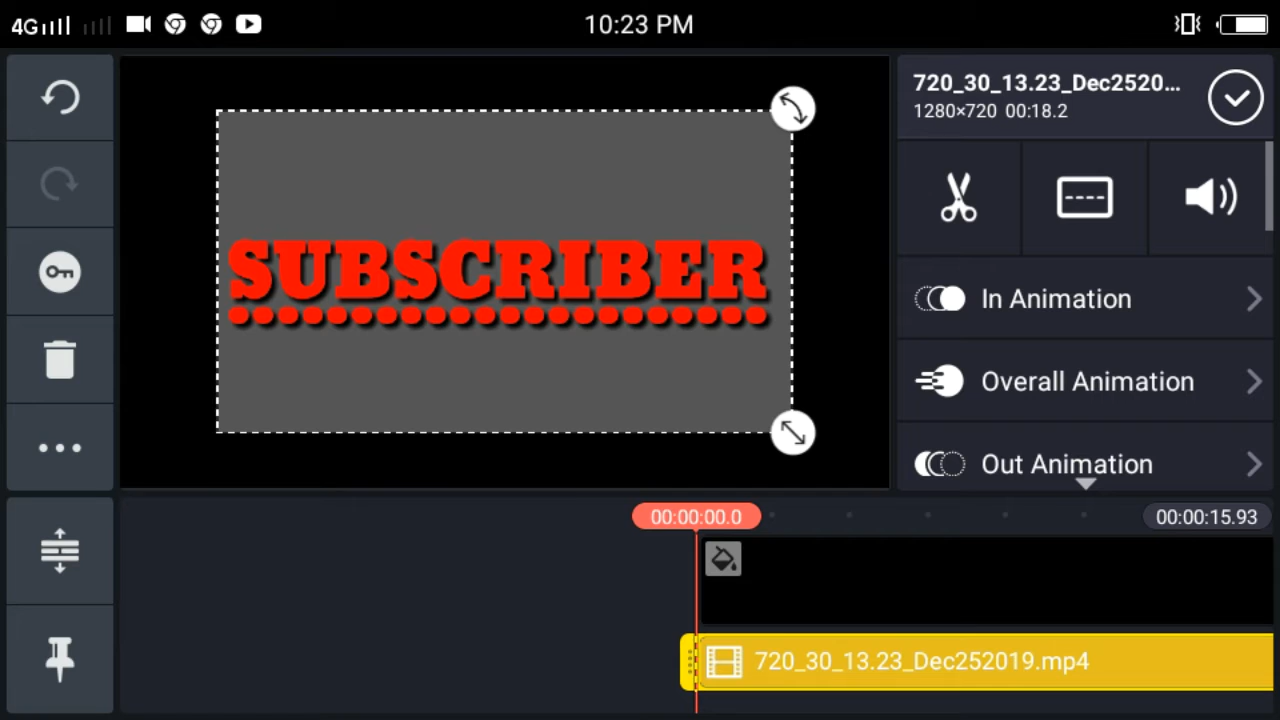 4G
10:23 PM
720_30_13.23_Dec2520...
1280×720 00:18.2
SUBSCRIBER
In Animation
Overall Animation
Out Animation
00:00:00.0
00:00:15.93
720_30_13.23_Dec252019.mp4